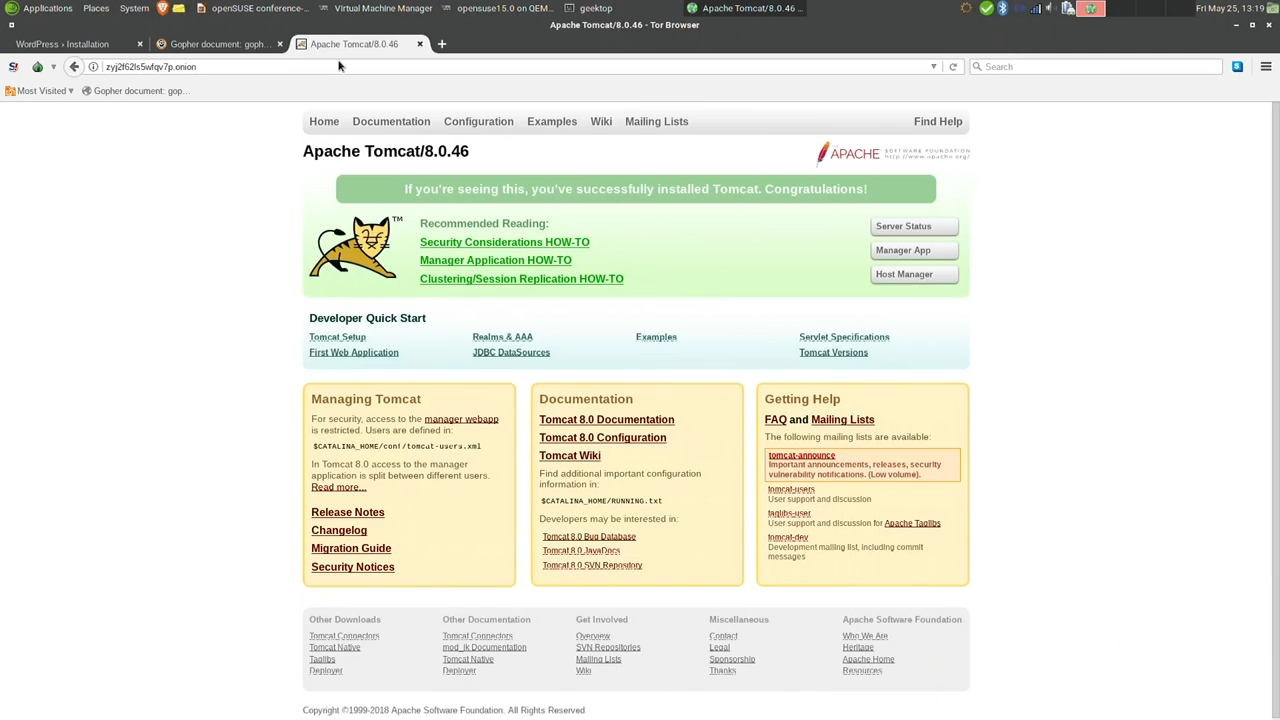 Applications Places System openSUSE conference-... Virtual Machine Manager opensuse15.0 on QEM... geektop Apache Tomcat/8.0.46 ... Fri May 25, 13:19
Apache Tomcat/8.0.46 - Tor Browser
WordPress › Installation Gopher document: goph... Apache Tomcat/8.0.46
zyj2f62ls5wfqv7p.onion Search
Most Visited Gopher document: gop...
Home Documentation Configuration Examples Wiki Mailing Lists Find Help
Apache Tomcat/8.0.46
APACHE SOFTWARE FOUNDATION
http://www.apache.org/
If you're seeing this, you've successfully installed Tomcat. Congratulations!
TM
Recommended Reading:
Security Considerations HOW-TO
Manager Application HOW-TO
Clustering/Session Replication HOW-TO
Server Status
Manager App
Host Manager
Developer Quick Start
Tomcat Setup Realms & AAA Examples Servlet Specifications
First Web Application JDBC DataSources Tomcat Versions
Managing Tomcat
For security, access to the manager webapp
is restricted. Users are defined in:
$CATALINA_HOME/conf/tomcat-users.xml
In Tomcat 8.0 access to the manager
application is split between different users.
Read more...
Release Notes
Changelog
Migration Guide
Security Notices
Documentation
Tomcat 8.0 Documentation
Tomcat 8.0 Configuration
Tomcat Wiki
Find additional important configuration
information in:
$CATALINA_HOME/RUNNING.txt
Developers may be interested in:
Tomcat 8.0 Bug Database
Tomcat 8.0 JavaDocs
Tomcat 8.0 SVN Repository
Getting Help
FAQ and Mailing Lists
The following mailing lists are available:
tomcat-announce
Important announcements, releases, security
vulnerability notifications. (Low volume).
tomcat-users
User support and discussion
taglibs-user
User support and discussion for Apache Taglibs
tomcat-dev
Development mailing list, including commit
messages
Other Downloads
Tomcat Connectors
Tomcat Native
Taglibs
Deployer
Other Documentation
Tomcat Connectors
mod_jk Documentation
Tomcat Native
Deployer
Get Involved
Overview
SVN Repositories
Mailing Lists
Wiki
Miscellaneous
Contact
Legal
Sponsorship
Thanks
Apache Software Foundation
Who We Are
Heritage
Apache Home
Resources
Copyright ©1999-2018 Apache Software Foundation. All Rights Reserved